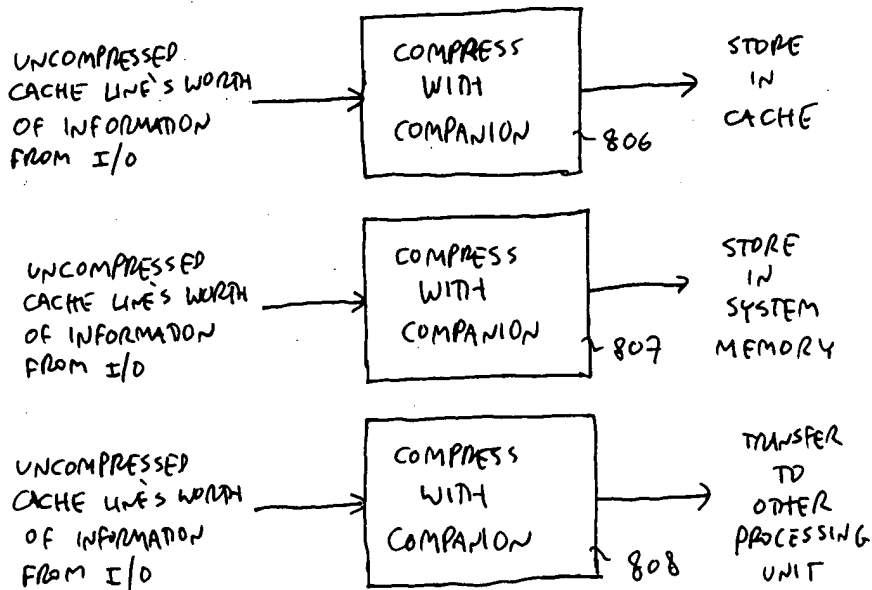 UNCOMPRESSED
CACHE LINE'S WORTH
OF INFORMATION
FROM I/O
COMPRESS
WITH
COMPANION
806
STORE
IN
CACHE
UNCOMPRESSED
CACHE LINE'S WORTH
OF INFORMATION
FROM I/O
COMPRESS
WITH
COMPANION
807
STORE
IN
SYSTEM
MEMORY
UNCOMPRESSED
CACHE LINE'S WORTH
OF INFORMATION
FROM I/O
COMPRESS
WITH
COMPANION
808
TRANSFER
TO
OTHER
PROCESSING
UNIT